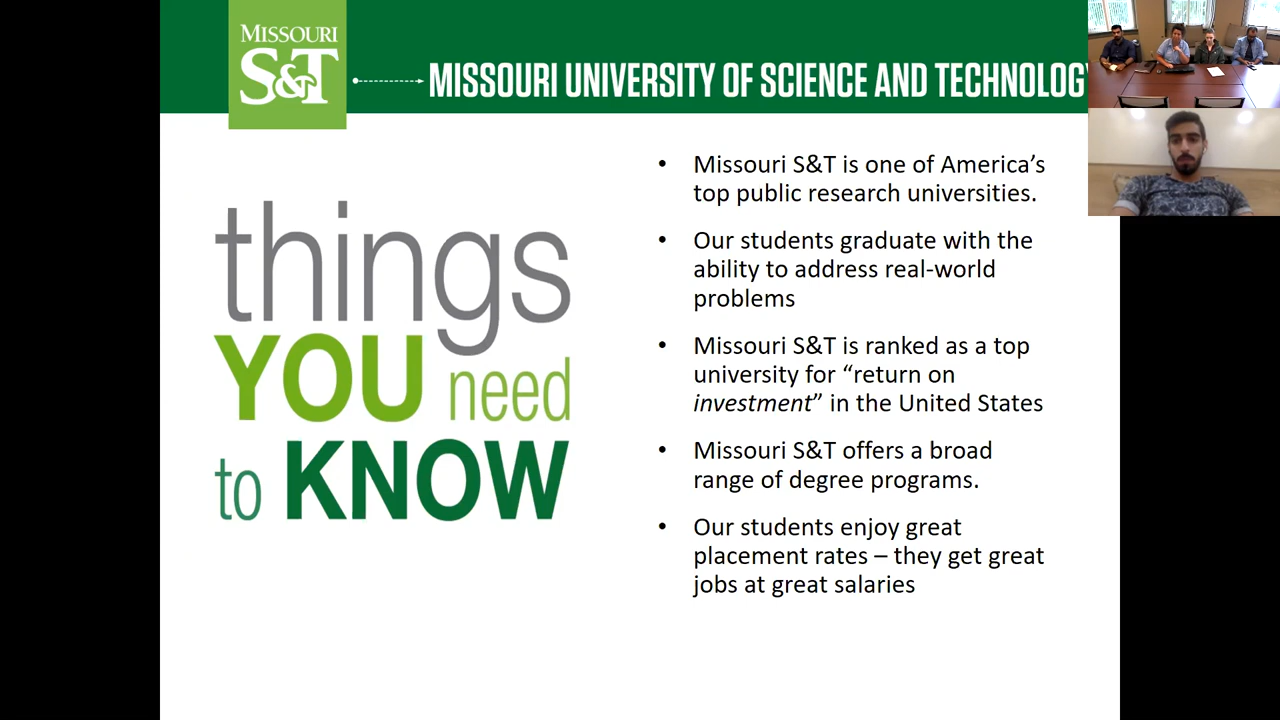 MISSOURI
S&T
MISSOURI UNIVERSITY OF SCIENCE AND TECHNOLOGY
things
YOU need
to KNOW
• Missouri S&T is one of America’s
top public research universities.
• Our students graduate with the
ability to address real-world
problems
• Missouri S&T is ranked as a top
university for “return on
investment” in the United States
• Missouri S&T offers a broad
range of degree programs.
• Our students enjoy great
placement rates – they get great
jobs at great salaries